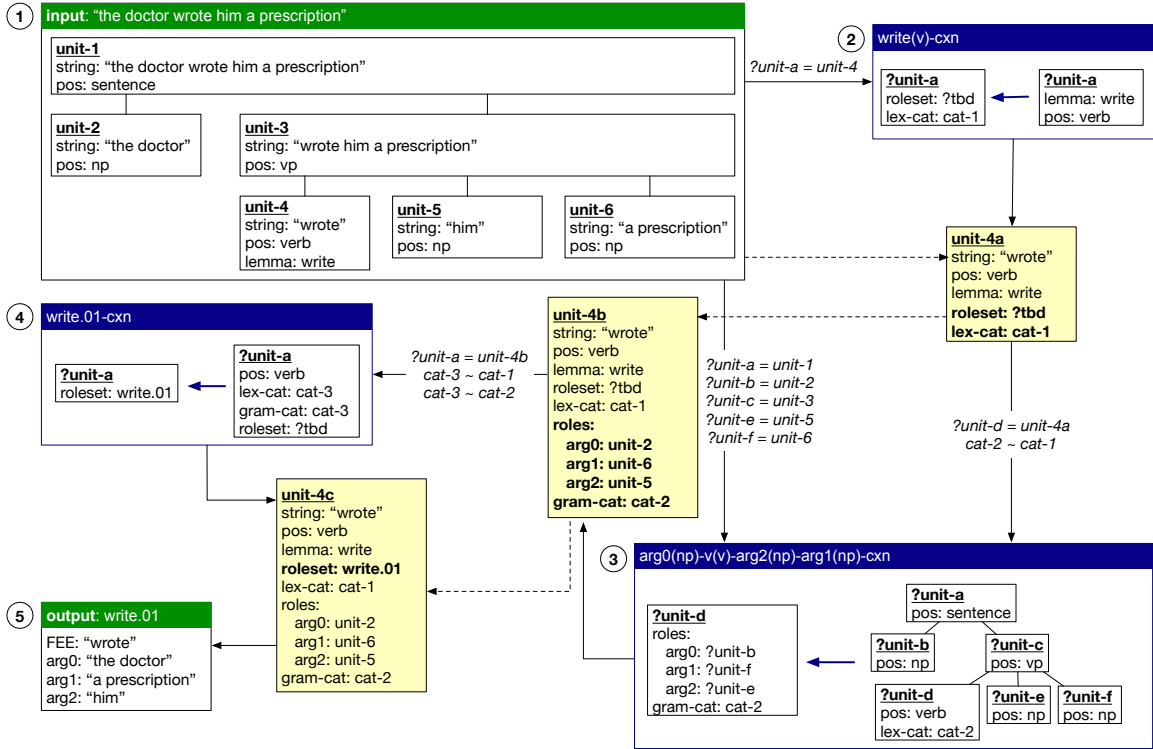 1
input: “the doctor wrote him a prescription”
unit-1
string: “the doctor wrote him a prescription”
pos: sentence
unit-2
string: “the doctor”
pos: np
unit-3
string: “wrote him a prescription”
pos: vp
unit-4
string: “wrote”
pos: verb
lemma: write
unit-5
string: “him”
pos: np
unit-6
string: “a prescription”
pos: np
?unit-a = unit-4
2
write(v)-cxn
?unit-a
roleset: ?tbd
lex-cat: cat-1
?unit-a
lemma: write
pos: verb
unit-4a
string: “wrote”
pos: verb
lemma: write
roleset: ?tbd
lex-cat: cat-1
?unit-a = unit-1
?unit-b = unit-2
?unit-c = unit-3
?unit-e = unit-5
?unit-f = unit-6
?unit-d = unit-4a
cat-2 ~ cat-1
3
arg0(np)-v(v)-arg2(np)-arg1(np)-cxn
?unit-d
roles:
arg0: ?unit-b
arg1: ?unit-f
arg2: ?unit-e
gram-cat: cat-2
?unit-a
pos: sentence
?unit-b
pos: np
?unit-c
pos: vp
?unit-d
pos: verb
lex-cat: cat-2
?unit-e
pos: np
?unit-f
pos: np
unit-4b
string: “wrote”
pos: verb
lemma: write
roleset: ?tbd
lex-cat: cat-1
roles:
arg0: unit-2
arg1: unit-6
arg2: unit-5
gram-cat: cat-2
?unit-a = unit-4b
cat-3 ~ cat-1
cat-3 ~ cat-2
4
write.01-cxn
?unit-a
roleset: write.01
?unit-a
pos: verb
lex-cat: cat-3
gram-cat: cat-3
roleset: ?tbd
unit-4c
string: “wrote”
pos: verb
lemma: write
roleset: write.01
lex-cat: cat-1
roles:
arg0: unit-2
arg1: unit-6
arg2: unit-5
gram-cat: cat-2
5
output: write.01
FEE: “wrote”
arg0: “the doctor”
arg1: “a prescription”
arg2: “him”